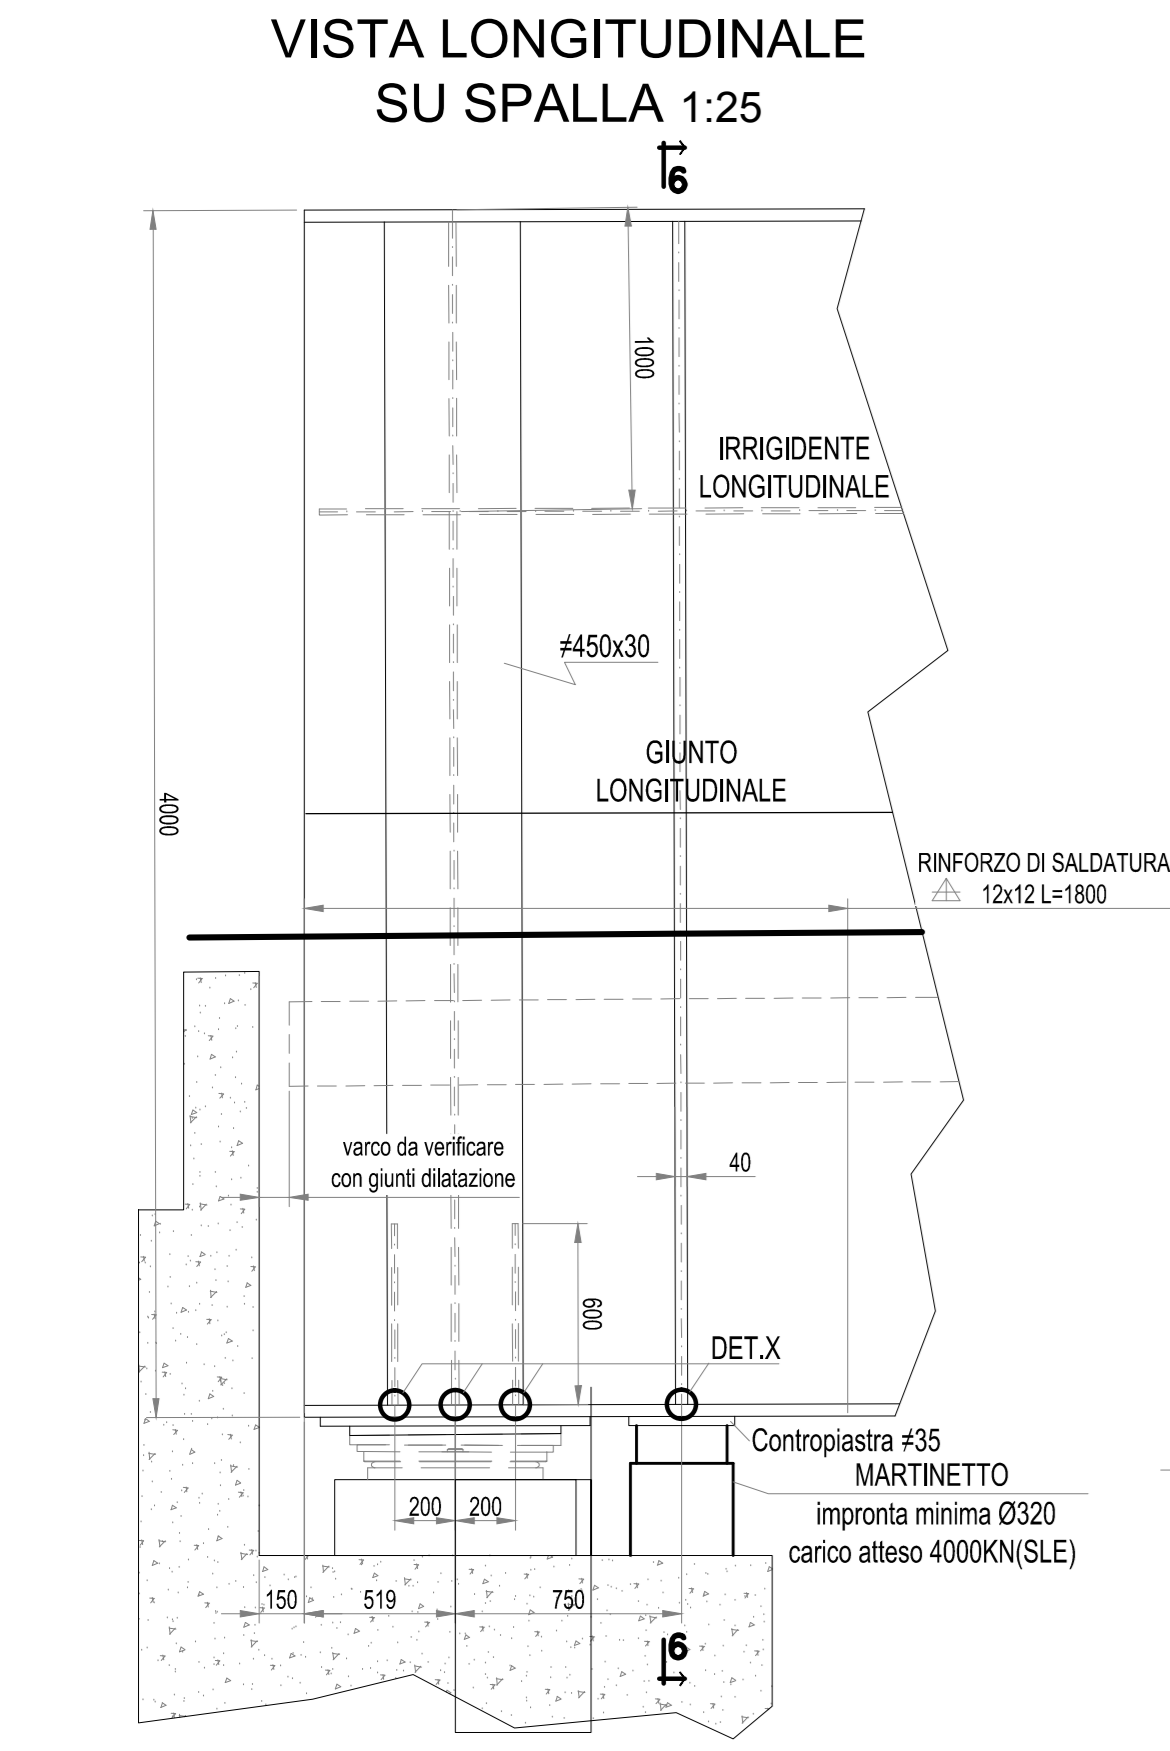 VISTA LONGITUDINALE
SU SPALLA 1:25
6
1000
IRRIGIDENTE
LONGITUDINALE
≠450x30
GIUNTO
LONGITUDINALE
4000
RINFORZO DI SALDATURA
12x12 L=1800
varco da verificare
con giunti dilatazione
40
600
DET.X
Contropiastra ≠35
MARTINETTO
impronta minima Ø320
carico atteso 4000KN(SLE)
200 200
150 519 750
6